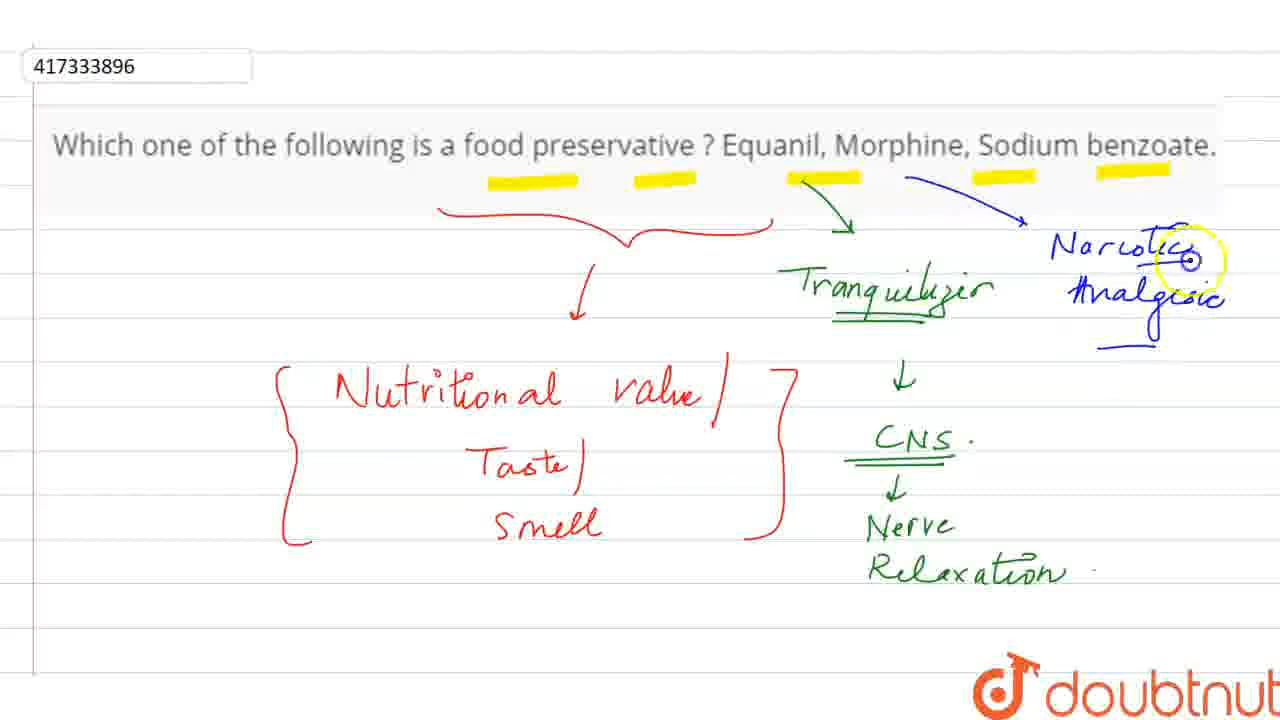 417333896
Which one of the following is a food preservative ? Equanil, Morphine, Sodium benzoate.
Narcotic
Analgesic
Tranquilizer
Nutritional value/
Taste/
Smell
CNS.
Nerve
Relaxation
doubtnut